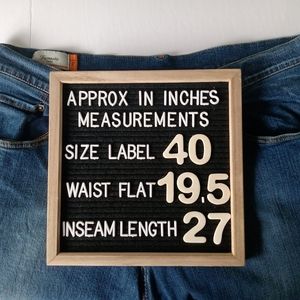 APPROX IN INCHES
MEASUREMENTS
SIZE LABEL 40
WAIST FLAT 19.5
INSEAM LENGTH 27